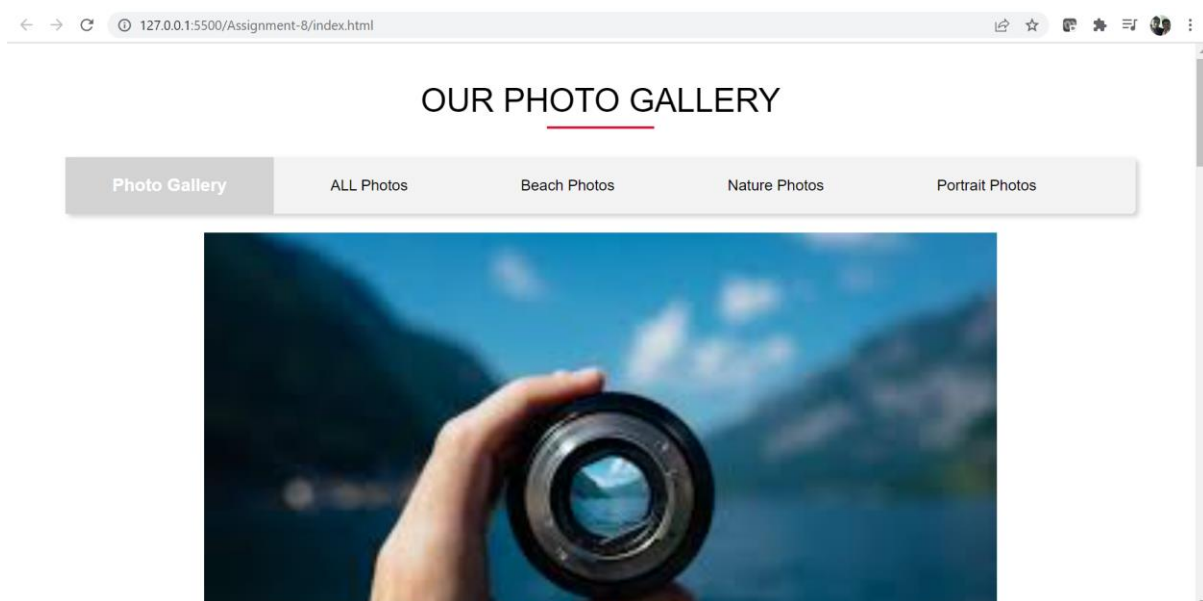 127.0.0.1:5500/Assignment-8/index.html
OUR PHOTO GALLERY
Photo Gallery ALL Photos Beach Photos Nature Photos Portrait Photos